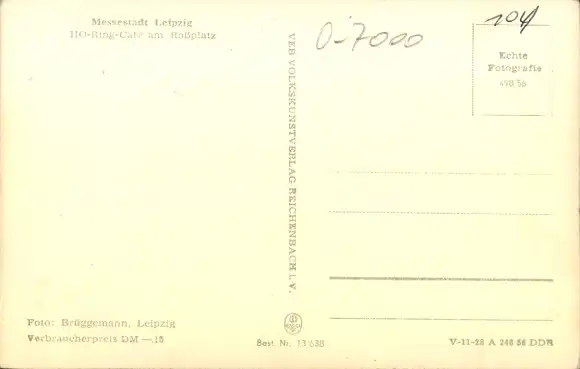 Messestadt Leipzig
HO-Ring-Café am Roßplatz
O-7000
104
Echte
Fotografie
498 56
VEB VOLKSKUNSTVERLAG REICHENBACH I. V.
Foto: Brüggemann, Leipzig
Verbraucherpreis DM —.15
Best. Nr. 13 638
V-11-28 A 246 56 DDR